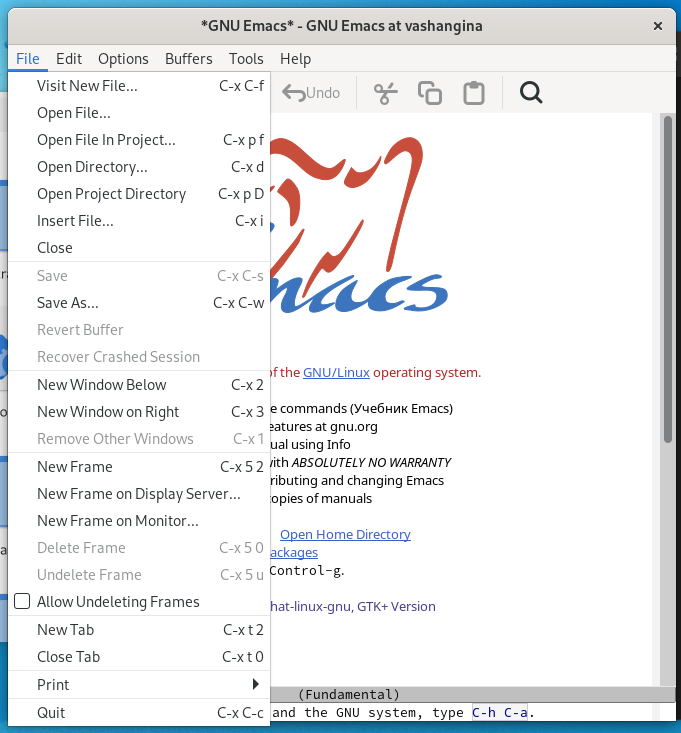 *GNU Emacs* - GNU Emacs at vashangina
File Edit Options Buffers Tools Help
Undo
Visit New File... C-x C-f
Open File...
Open File In Project... C-x p f
Open Directory... C-x d
Open Project Directory C-x p D
Insert File... C-x i
Close
Save C-x C-s
Save As... C-x C-w
Revert Buffer
Recover Crashed Session
New Window Below C-x 2
New Window on Right C-x 3
Remove Other Windows C-x 1
New Frame C-x 5 2
New Frame on Display Server...
New Frame on Monitor...
Delete Frame C-x 5 0
Undelete Frame C-x 5 u
Allow Undeleting Frames
New Tab C-x t 2
Close Tab C-x t 0
Print
Quit C-x C-c
macs
the GNU/Linux operating system.
commands (Учебник Emacs)
eatures at gnu.org
ual using Info
with ABSOLUTELY NO WARRANTY
ributing and changing Emacs
copies of manuals
Open Home Directory
ackages
Control-g.
hat-linux-gnu, GTK+ Version
(Fundamental)
and the GNU system, type C-h C-a.